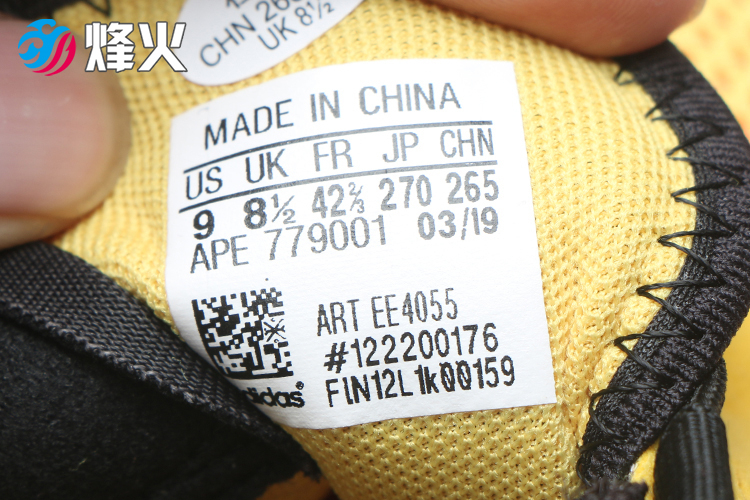 烽火
CHN 265
UK 8½
MADE IN CHINA
US UK FR JP CHN
9 8½ 42⅔ 270 265
APE 779001 03/19
ART EE4055
#122200176
FIN12L1k00159
adidas